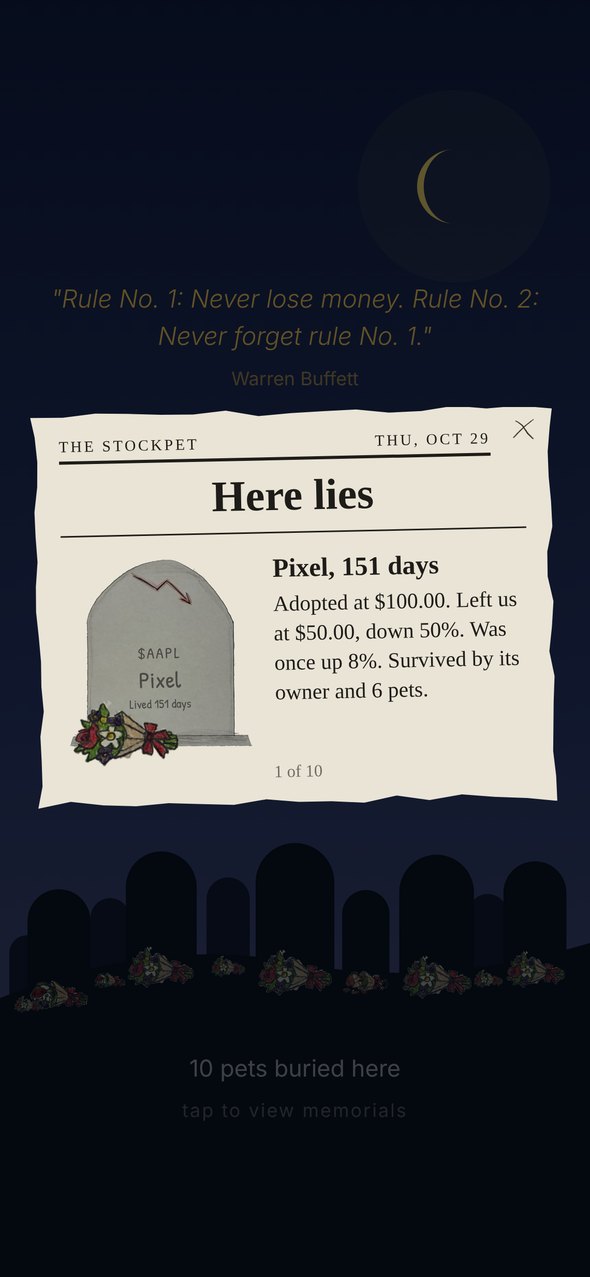 "Rule No. 1: Never lose money. Rule No. 2:
Never forget rule No. 1."
Warren Buffett
THE STOCKPET
THU, OCT 29
Here lies
$AAPL
Pixel
Lived 151 days
Pixel, 151 days
Adopted at $100.00. Left us
at $50.00, down 50%. Was
once up 8%. Survived by its
owner and 6 pets.
1 of 10
10 pets buried here
tap to view memorials